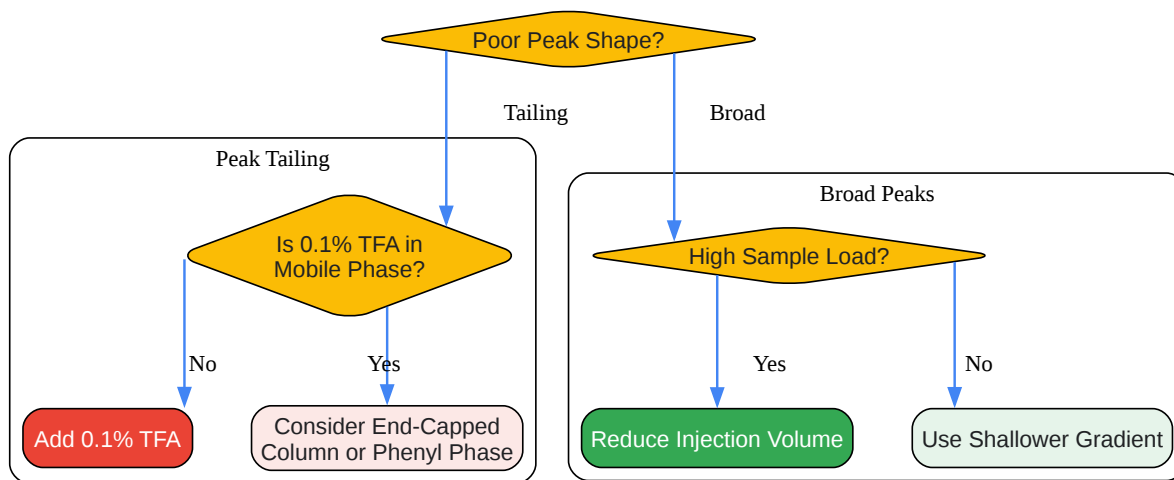 Poor Peak Shape?
Tailing
Broad
Peak Tailing
Is 0.1% TFA in
Mobile Phase?
No
Yes
Add 0.1% TFA
Consider End-Capped
Column or Phenyl Phase
Broad Peaks
High Sample Load?
Yes
No
Reduce Injection Volume
Use Shallower Gradient